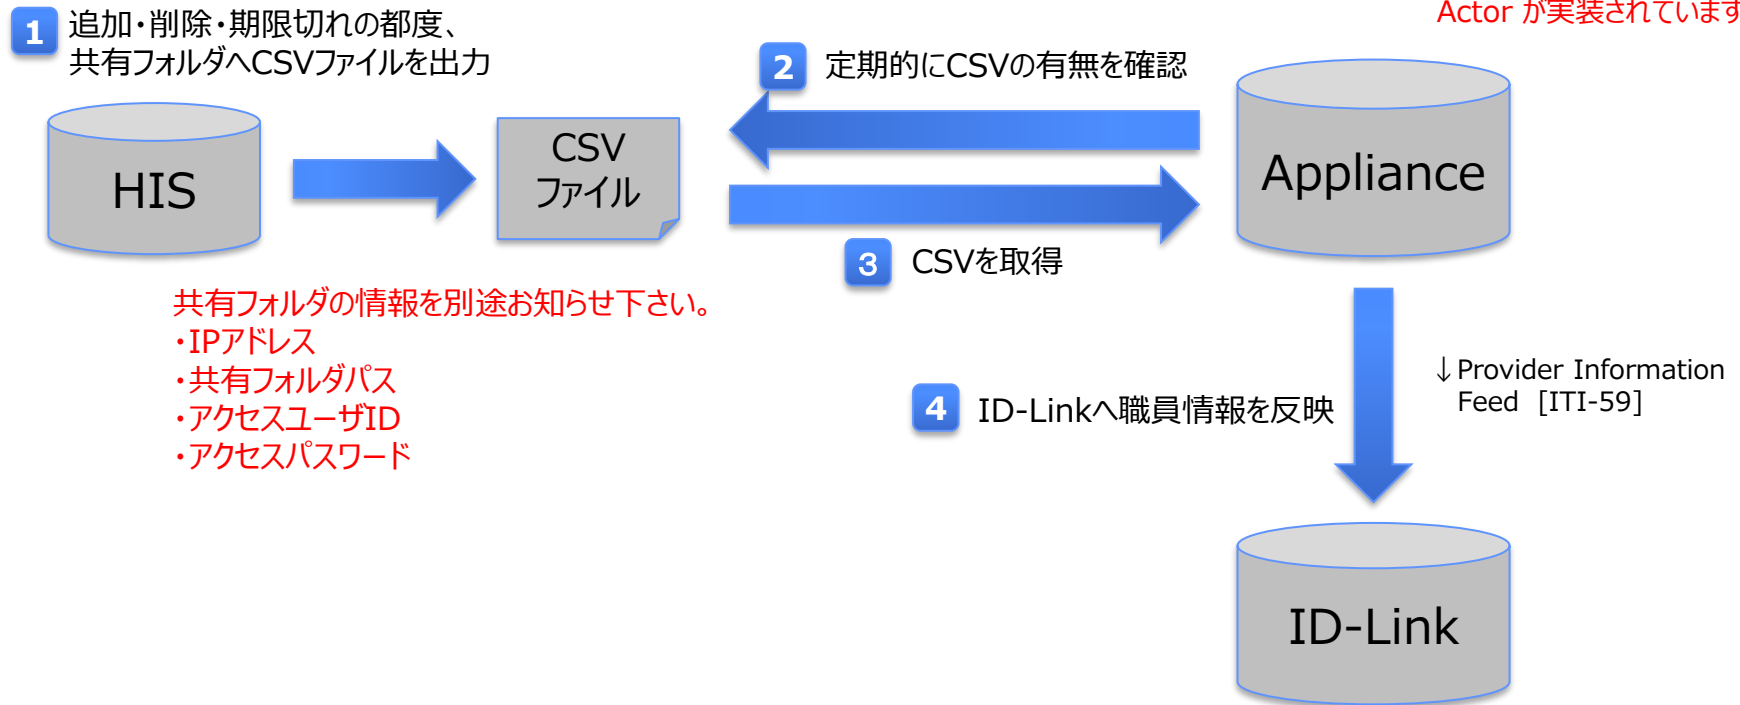 Actor が実装されています
1 追加・削除・期限切れの都度、
共有フォルダへCSVファイルを出力
2 定期的にCSVの有無を確認
HIS
CSV
ファイル
Appliance
3 CSVを取得
共有フォルダの情報を別途お知らせ下さい。
・IPアドレス
・共有フォルダパス
・アクセスユーザID
・アクセスパスワード
↓Provider Information
Feed [ITI-59]
4 ID-Linkへ職員情報を反映
ID-Link